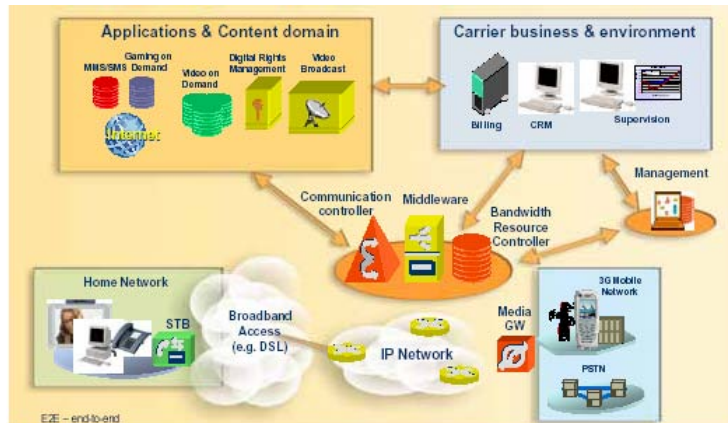 Applications & Content domain
Carrier business & environment
MMS/SMS
Gaming on
Demand
Video on
Demand
Digital Rights
Management
Video
Broadcast
Internet
Billing
CRM
Supervision
Management
Communication
controller
Middleware
Bandwidth
Resource
Controller
Home Network
STB
Broadband
Access
(e.g. DSL)
IP Network
Media
GW
3G Mobile
Network
PSTN
E2E – end-to-end